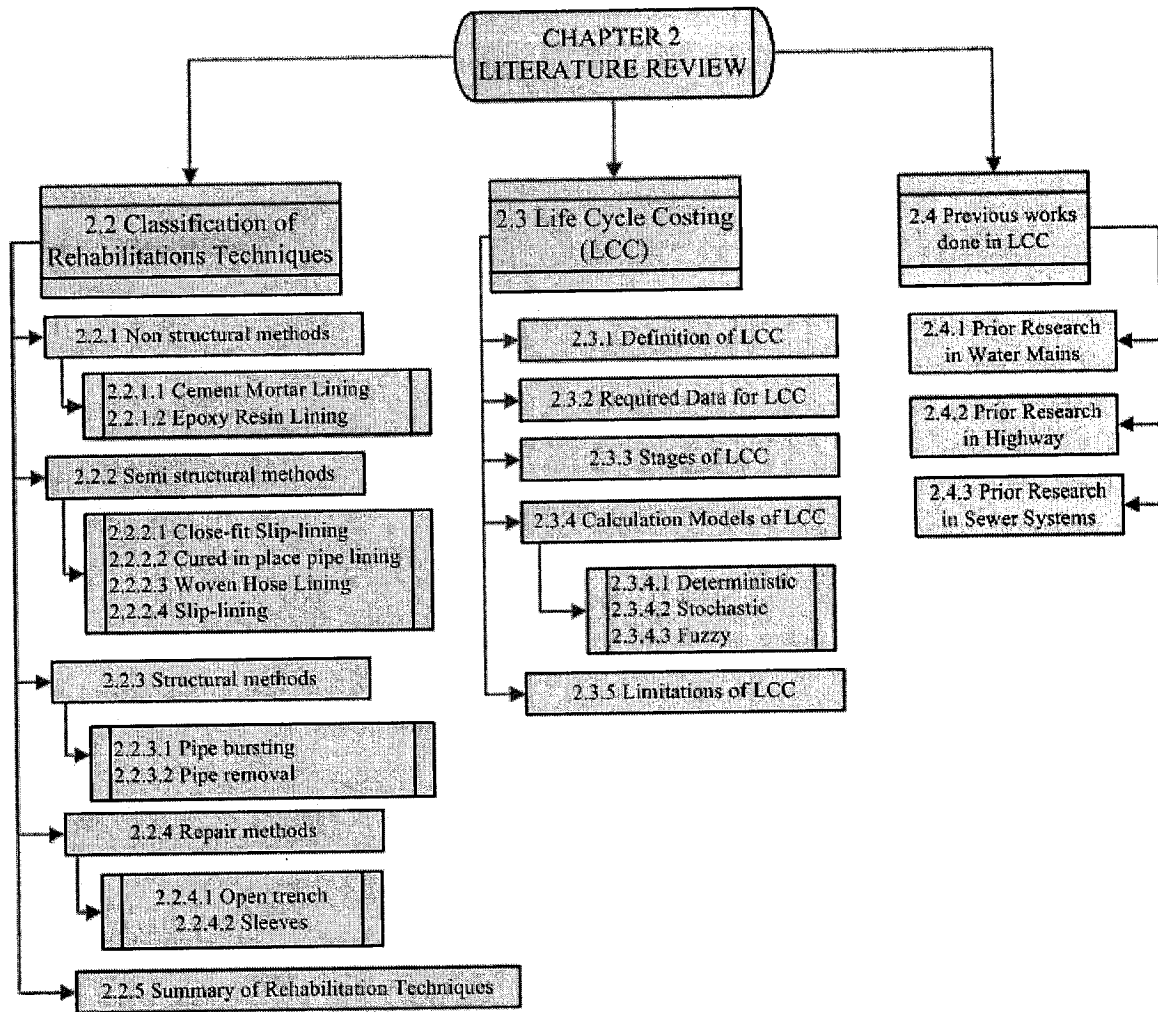 CHAPTER 2
LITERATURE REVIEW
2.2 Classification of
Rehabilitations Techniques
2.2.1 Non structural methods
2.2.1.1 Cement Mortar Lining
2.2.1.2 Epoxy Resin Lining
2.2.2 Semi structural methods
2.2.2.1 Close-fit Slip-lining
2.2.2.2 Cured in place pipe lining
2.2.2.3 Woven Hose Lining
2.2.2.4 Slip-lining
2.2.3 Structural methods
2.2.3.1 Pipe bursting
2.2.3.2 Pipe removal
2.2.4 Repair methods
2.2.4.1 Open trench
2.2.4.2 Sleeves
2.2.5 Summary of Rehabilitation Techniques
2.3 Life Cycle Costing
(LCC)
2.3.1 Definition of LCC
2.3.2 Required Data for LCC
2.3.3 Stages of LCC
2.3.4 Calculation Models of LCC
2.3.4.1 Deterministic
2.3.4.2 Stochastic
2.3.4.3 Fuzzy
2.3.5 Limitations of LCC
2.4 Previous works
done in LCC
2.4.1 Prior Research
in Water Mains
2.4.2 Prior Research
in Highway
2.4.3 Prior Research
in Sewer Systems